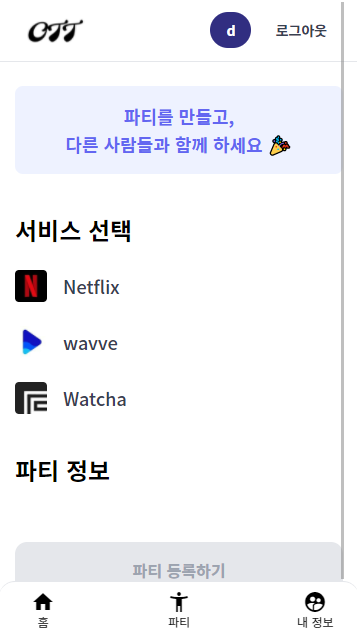 OTT
d
로그아웃
파티를 만들고,
다른 사람들과 함께 하세요 🎉
서비스 선택
N
Netflix
wavve
Watcha
파티 정보
파티 등록하기
홈
파티
내 정보